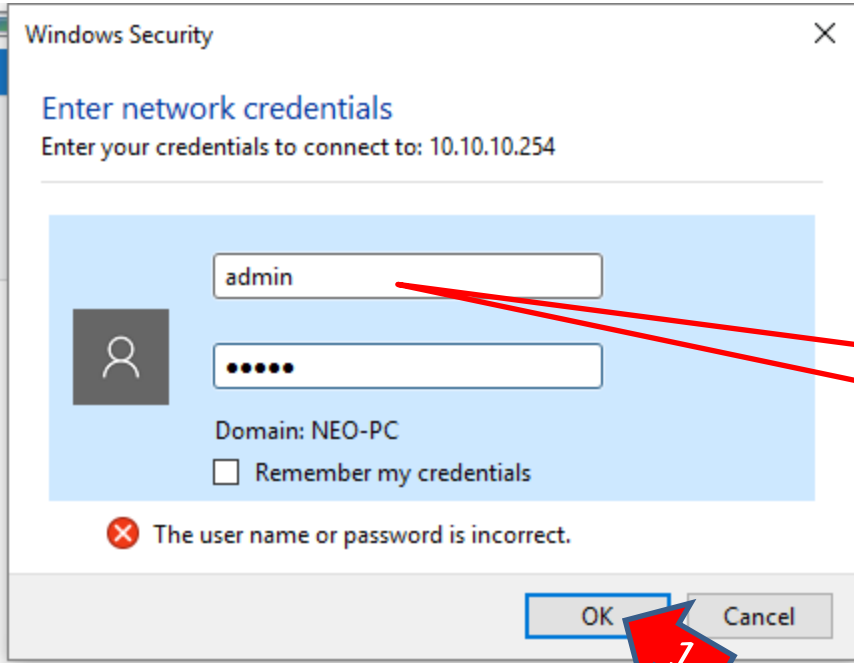 Windows Security
Enter network credentials
Enter your credentials to connect to: 10.10.10.254
admin
●●●●●
Domain: NEO-PC
Remember my credentials
The user name or password is incorrect.
OK
Cancel
1